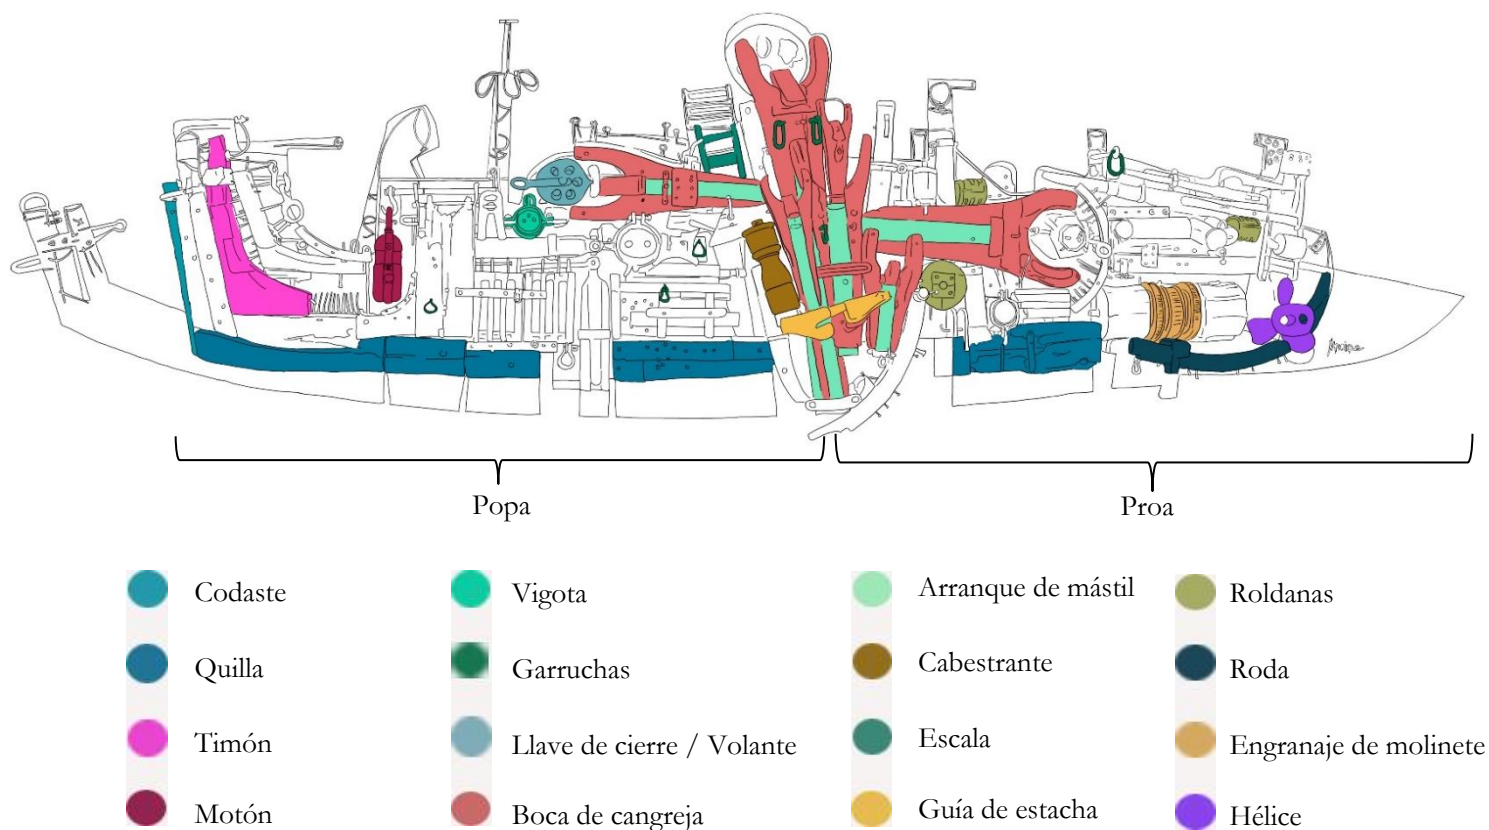 Popa
Proa
Codaste
Vigota
Arranque de mástil
Roldanas
Quilla
Garruchas
Cabestrante
Roda
Timón
Llave de cierre / Volante
Escala
Engranaje de molinete
Motón
Boca de cangreja
Guía de estacha
Hélice